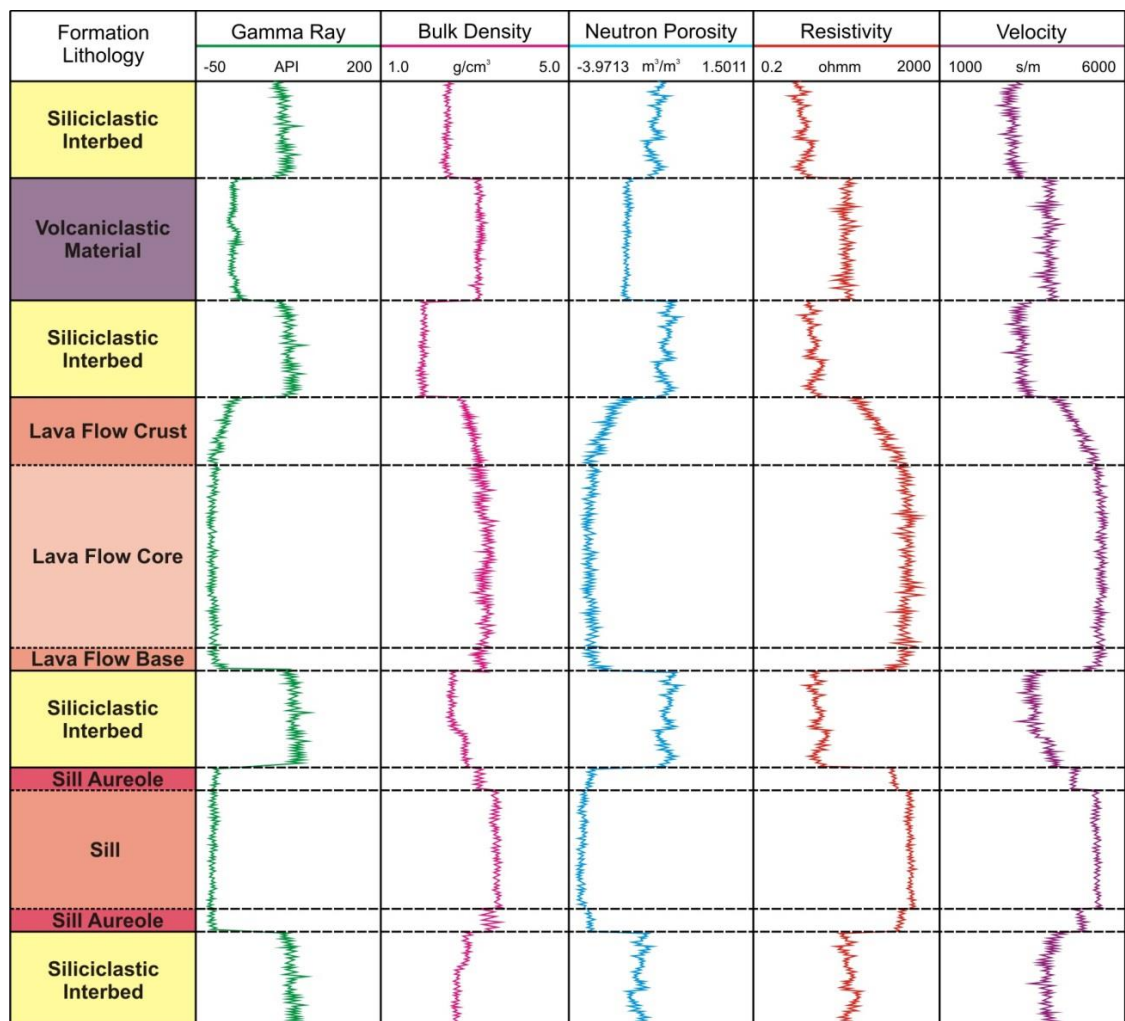 Formation
Lithology
Gamma Ray
-50 API 200
Bulk Density
1.0 g/cm³ 5.0
Neutron Porosity
-3.9713 m³/m³ 1.5011
Resistivity
0.2 ohmm 2000
Velocity
1000 s/m 6000
Siliciclastic
Interbed
Volcaniclastic
Material
Siliciclastic
Interbed
Lava Flow Crust
Lava Flow Core
Lava Flow Base
Siliciclastic
Interbed
Sill Aureole
Sill
Sill Aureole
Siliciclastic
Interbed